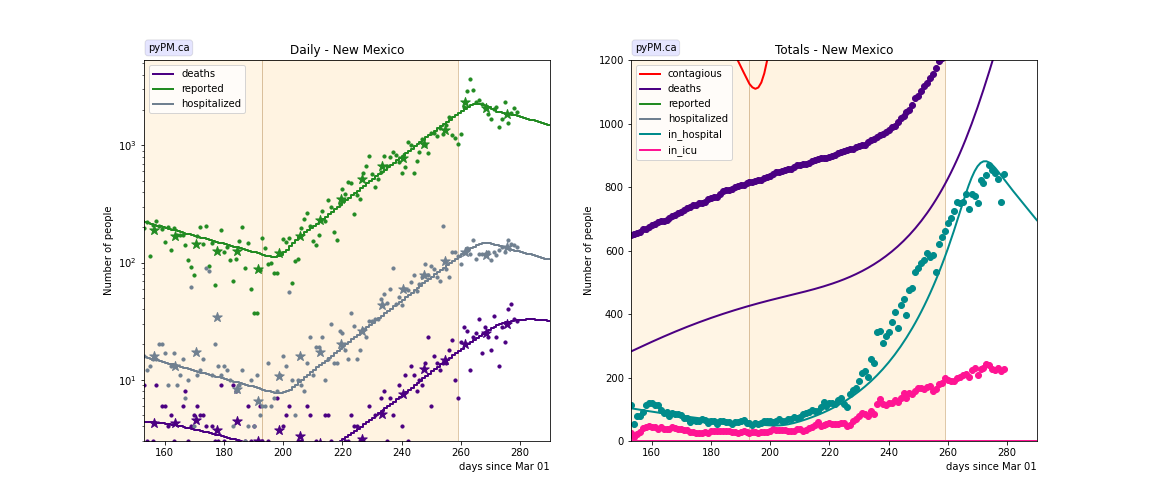 pyPM.ca
Daily - New Mexico
deaths
reported
hospitalized
10³
10²
10¹
Number of people
160 180 200 220 240 260 280
days since Mar 01
pyPM.ca
Totals - New Mexico
contagious
deaths
reported
hospitalized
in_hospital
in_icu
1200
1000
800
600
400
200
0
Number of people
160 180 200 220 240 260 280
days since Mar 01